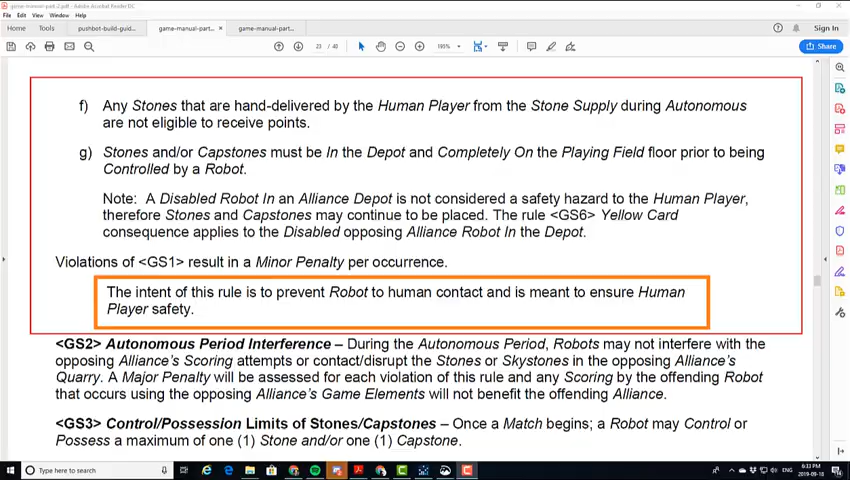 game-manual-part-2.pdf - Adobe Acrobat Reader DC
File Edit View Window Help
Home Tools pushbot-build-guid... game-manual-part... × game-manual-part... Sign In
23 / 40 195% Share
f) Any Stones that are hand-delivered by the Human Player from the Stone Supply during Autonomous
are not eligible to receive points.
g) Stones and/or Capstones must be In the Depot and Completely On the Playing Field floor prior to being
Controlled by a Robot.
Note: A Disabled Robot In an Alliance Depot is not considered a safety hazard to the Human Player,
therefore Stones and Capstones may continue to be placed. The rule <GS6> Yellow Card
consequence applies to the Disabled opposing Alliance Robot In the Depot.
Violations of <GS1> result in a Minor Penalty per occurrence.
The intent of this rule is to prevent Robot to human contact and is meant to ensure Human
Player safety.
<GS2> Autonomous Period Interference – During the Autonomous Period, Robots may not interfere with the
opposing Alliance's Scoring attempts or contact/disrupt the Stones or Skystones in the opposing Alliance's
Quarry. A Major Penalty will be assessed for each violation of this rule and any Scoring by the offending Robot
that occurs using the opposing Alliance's Game Elements will not benefit the offending Alliance.
<GS3> Control/Possession Limits of Stones/Capstones – Once a Match begins; a Robot may Control or
Possess a maximum of one (1) Stone and/or one (1) Capstone.
Type here to search
6:33 PM
2019-09-18